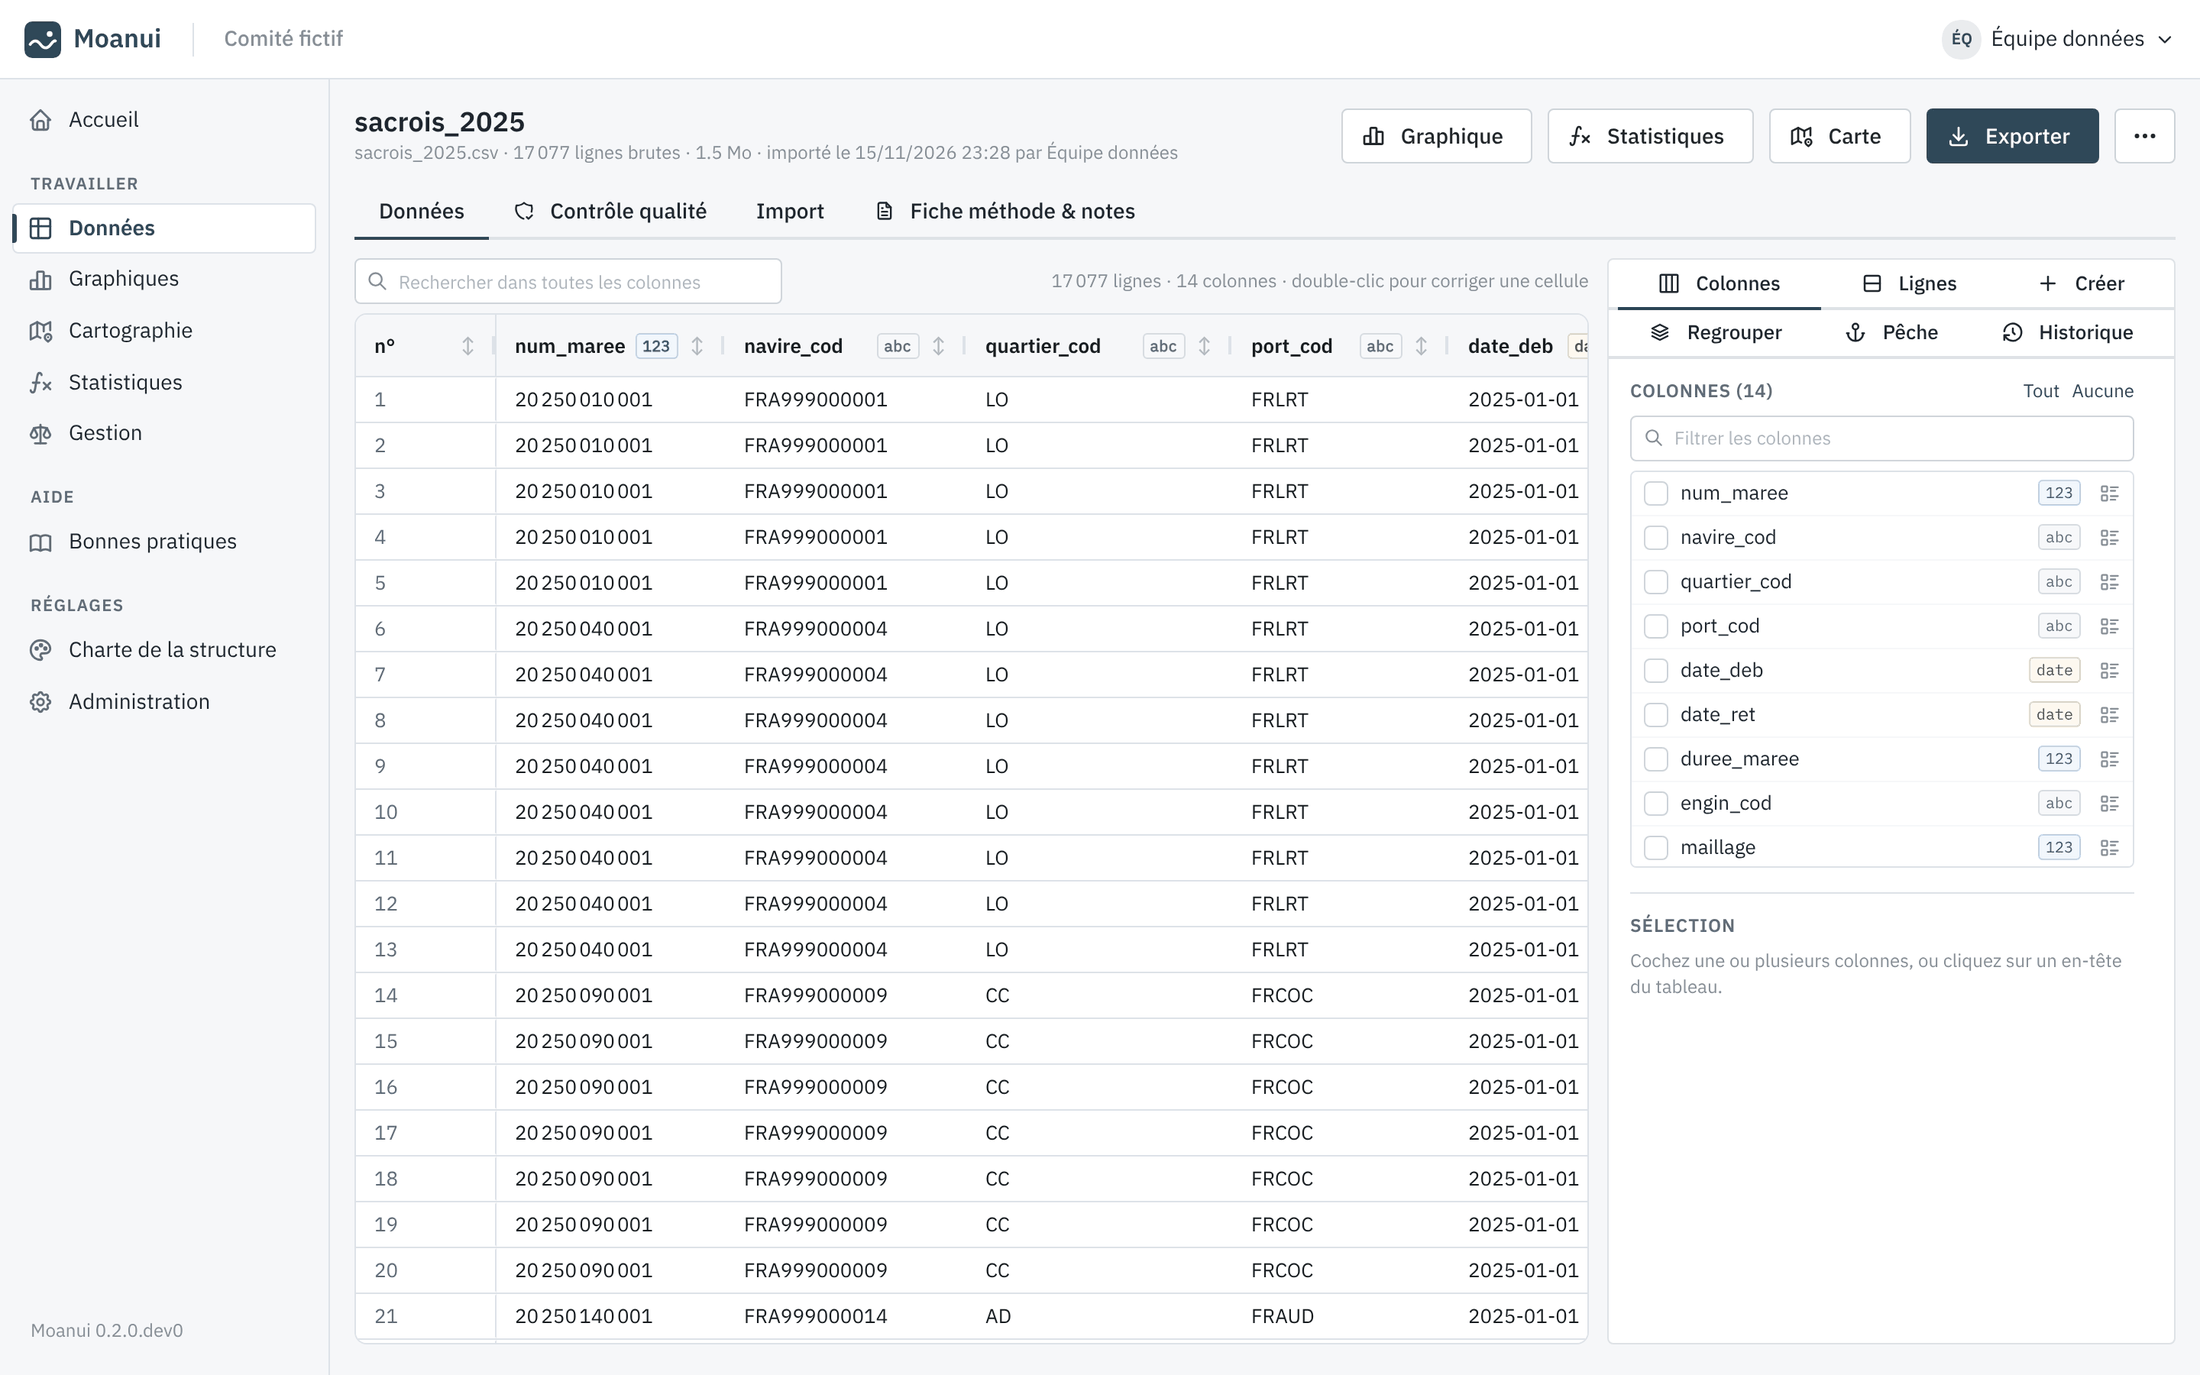 Moanui
Comité fictif
ÉQ Équipe données
Accueil
TRAVAILLER
Données
Graphiques
Cartographie
Statistiques
Gestion
AIDE
Bonnes pratiques
RÉGLAGES
Charte de la structure
Administration
Moanui 0.2.0.dev0
sacrois_2025
sacrois_2025.csv · 17 077 lignes brutes · 1.5 Mo · importé le 15/11/2026 23:28 par Équipe données
Graphique Statistiques Carte Exporter
Données Contrôle qualité Import Fiche méthode & notes
Rechercher dans toutes les colonnes
17 077 lignes · 14 colonnes · double-clic pour corriger une cellule
n° num_maree 123 navire_cod abc quartier_cod abc port_cod abc date_deb
1 20 250 010 001 FRA999000001 LO FRLRT 2025-01-01
2 20 250 010 001 FRA999000001 LO FRLRT 2025-01-01
3 20 250 010 001 FRA999000001 LO FRLRT 2025-01-01
4 20 250 010 001 FRA999000001 LO FRLRT 2025-01-01
5 20 250 010 001 FRA999000001 LO FRLRT 2025-01-01
6 20 250 040 001 FRA999000004 LO FRLRT 2025-01-01
7 20 250 040 001 FRA999000004 LO FRLRT 2025-01-01
8 20 250 040 001 FRA999000004 LO FRLRT 2025-01-01
9 20 250 040 001 FRA999000004 LO FRLRT 2025-01-01
10 20 250 040 001 FRA999000004 LO FRLRT 2025-01-01
11 20 250 040 001 FRA999000004 LO FRLRT 2025-01-01
12 20 250 040 001 FRA999000004 LO FRLRT 2025-01-01
13 20 250 040 001 FRA999000004 LO FRLRT 2025-01-01
14 20 250 090 001 FRA999000009 CC FRCOC 2025-01-01
15 20 250 090 001 FRA999000009 CC FRCOC 2025-01-01
16 20 250 090 001 FRA999000009 CC FRCOC 2025-01-01
17 20 250 090 001 FRA999000009 CC FRCOC 2025-01-01
18 20 250 090 001 FRA999000009 CC FRCOC 2025-01-01
19 20 250 090 001 FRA999000009 CC FRCOC 2025-01-01
20 20 250 090 001 FRA999000009 CC FRCOC 2025-01-01
21 20 250 140 001 FRA999000014 AD FRAUD 2025-01-01
Colonnes Lignes Créer
Regrouper Pêche Historique
COLONNES (14) Tout Aucune
Filtrer les colonnes
num_maree 123
navire_cod abc
quartier_cod abc
port_cod abc
date_deb date
date_ret date
duree_maree 123
engin_cod abc
maillage 123
SÉLECTION
Cochez une ou plusieurs colonnes, ou cliquez sur un en-tête
du tableau.